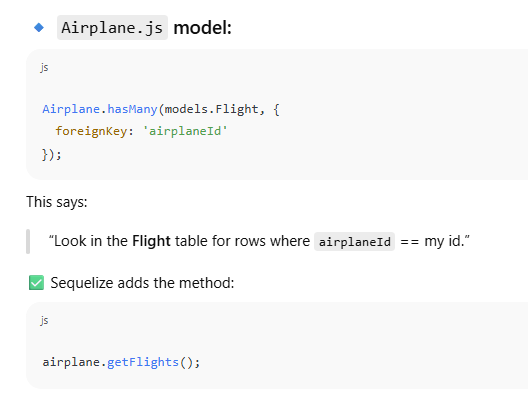 Airplane.js model:
js
Airplane.hasMany(models.Flight, {
  foreignKey: 'airplaneId'
});
This says:
“Look in the Flight table for rows where airplaneId == my id.”
✅ Sequelize adds the method:
js
airplane.getFlights();